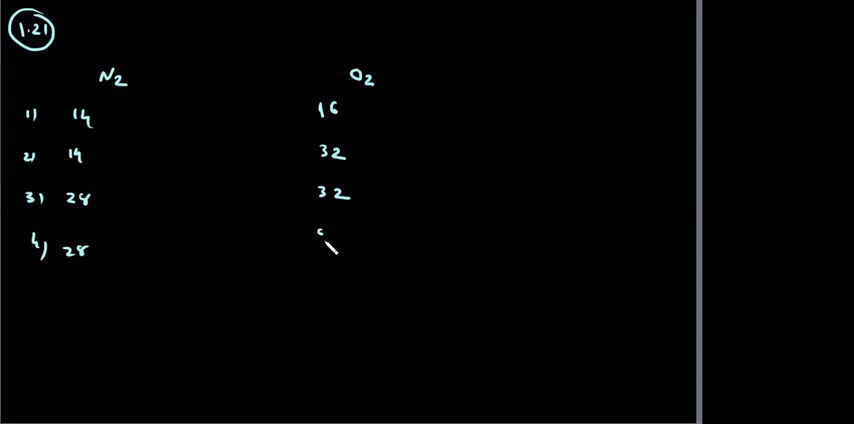 1.21
N2 O2
1) 14 16
2) 14 32
3) 28 32
4) 28